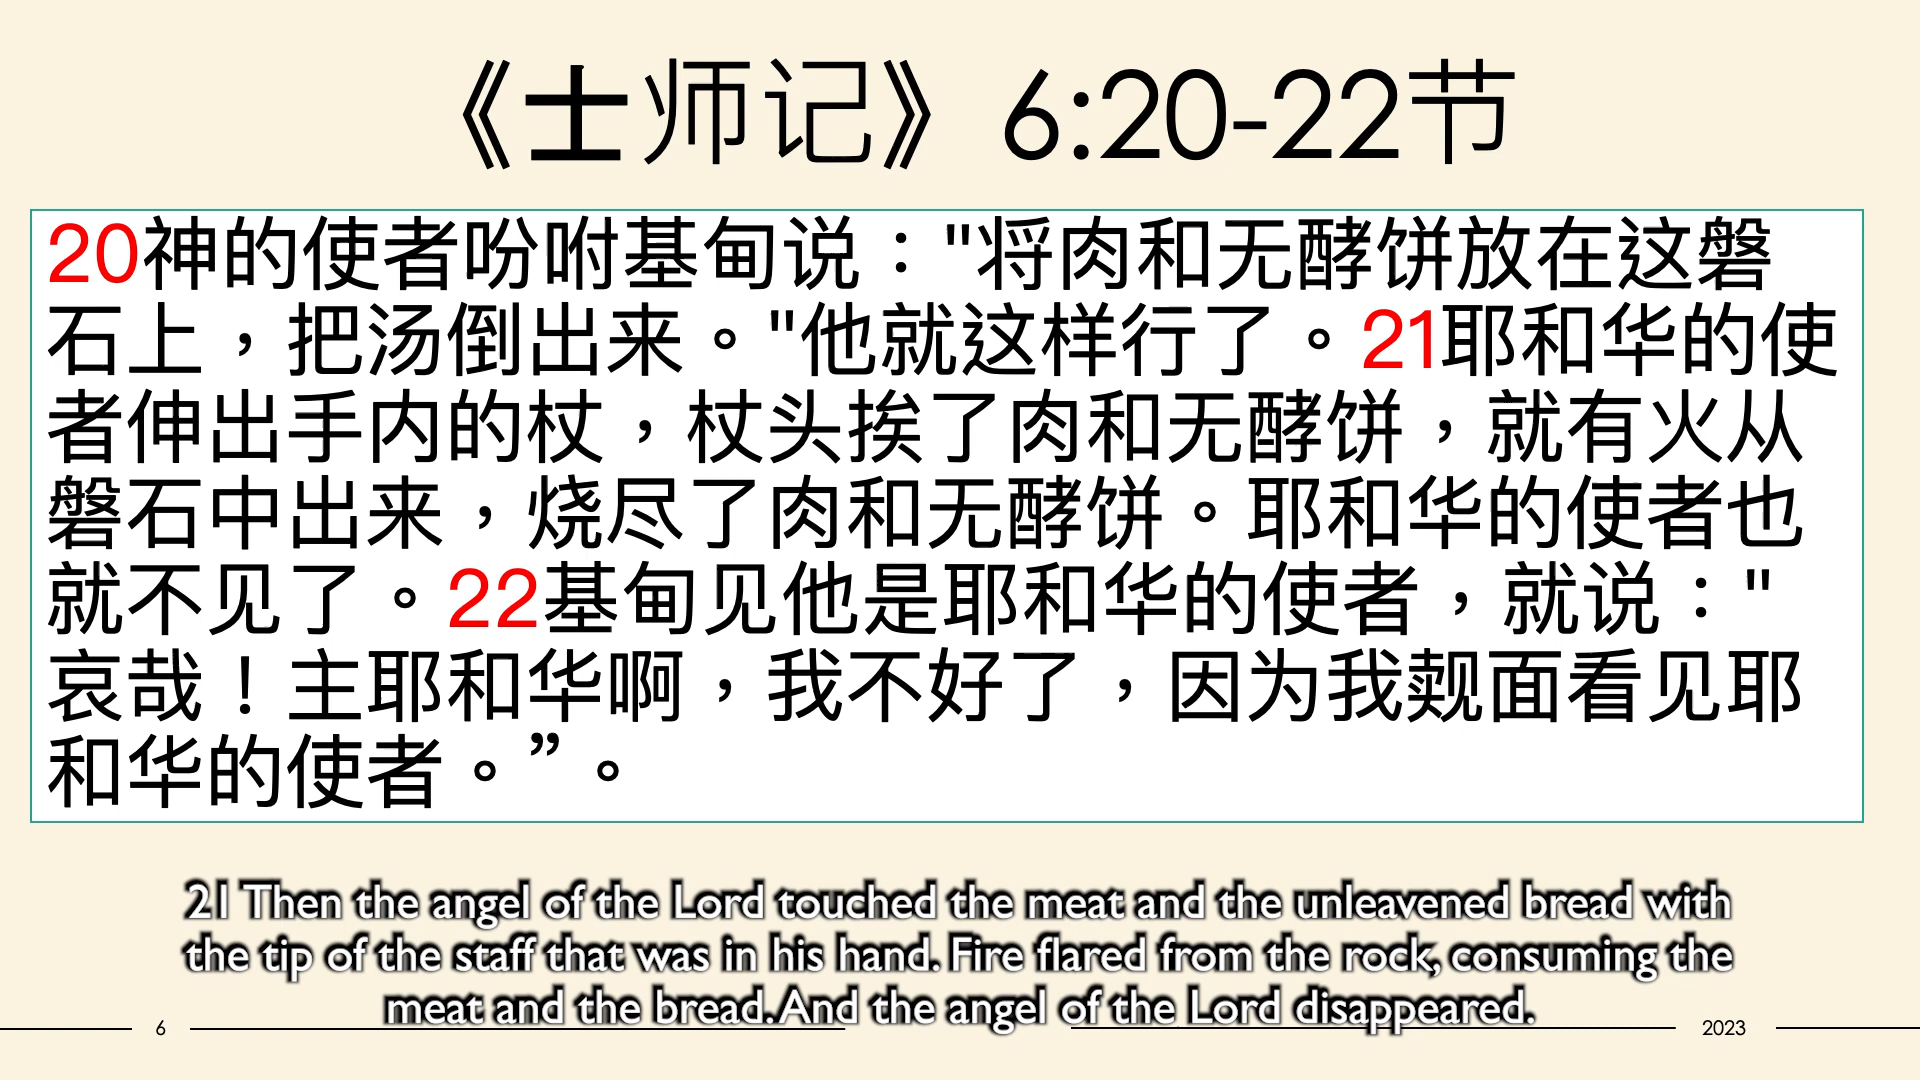 《士师记》6:20-22节
20神的使者吩咐基甸说："将肉和无酵饼放在这磐
石上，把汤倒出来。"他就这样行了。21耶和华的使
者伸出手内的杖，杖头挨了肉和无酵饼，就有火从
磐石中出来，烧尽了肉和无酵饼。耶和华的使者也
就不见了。22基甸见他是耶和华的使者，就说："
哀哉！主耶和华啊，我不好了，因为我觌面看见耶
和华的使者。”。
21 Then the angel of the Lord touched the meat and the unleavened bread with
the tip of the staff that was in his hand. Fire flared from the rock, consuming the
meat and the bread. And the angel of the Lord disappeared.
6
2023